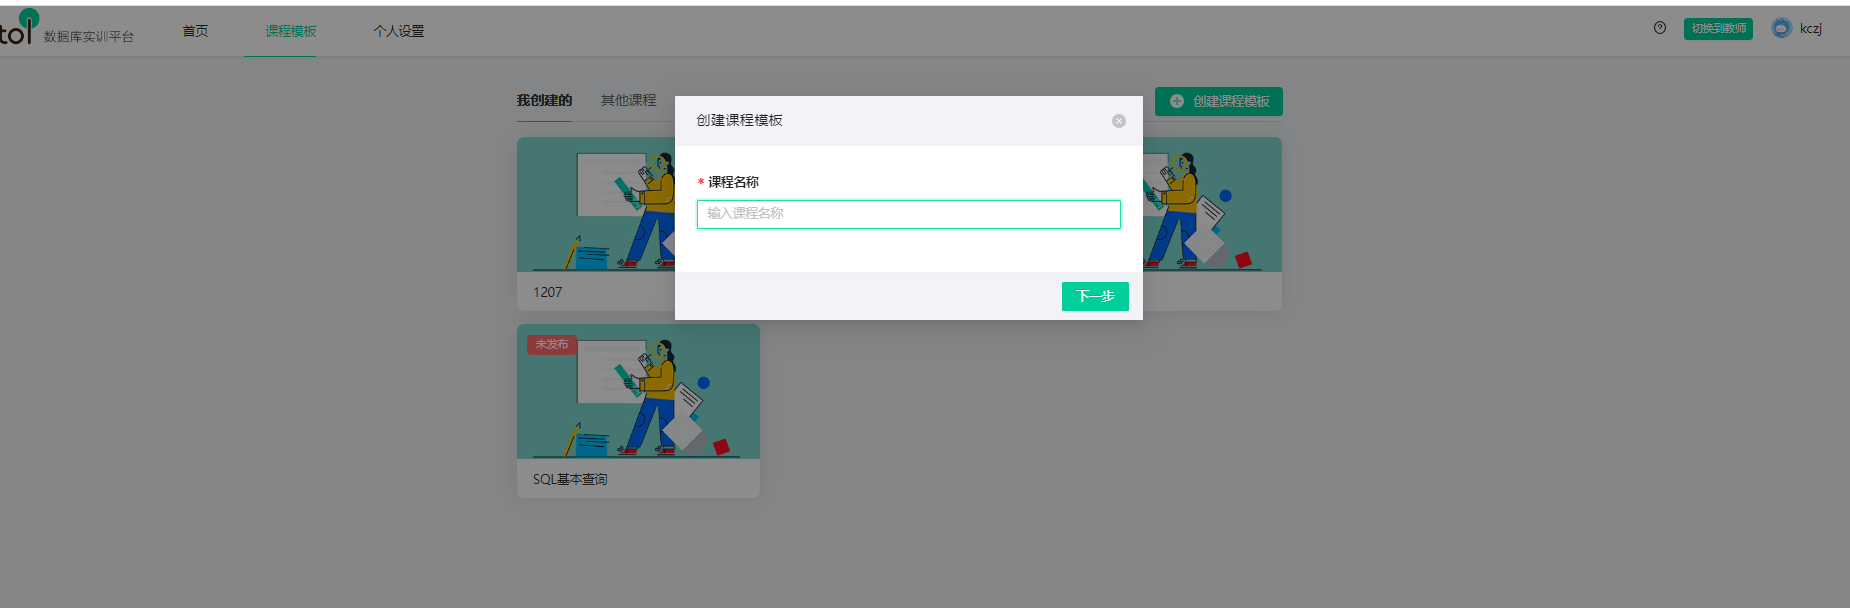 tol 数据库实训平台 首页 课程模板 个人设置 切换到教师 kczj
我创建的 其他课程 创建课程模板
创建课程模板
* 课程名称
输入课程名称
下一步
1207
未发布
SQL基本查询